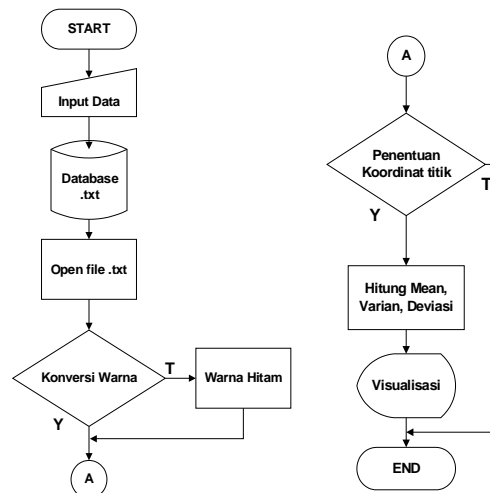 START
Input Data
Database
.txt
Open file .txt
Konversi Warna
T
Warna Hitam
Y
A
A
Penentuan
Koordinat titik
T
Y
Hitung Mean,
Varian, Deviasi
Visualisasi
END